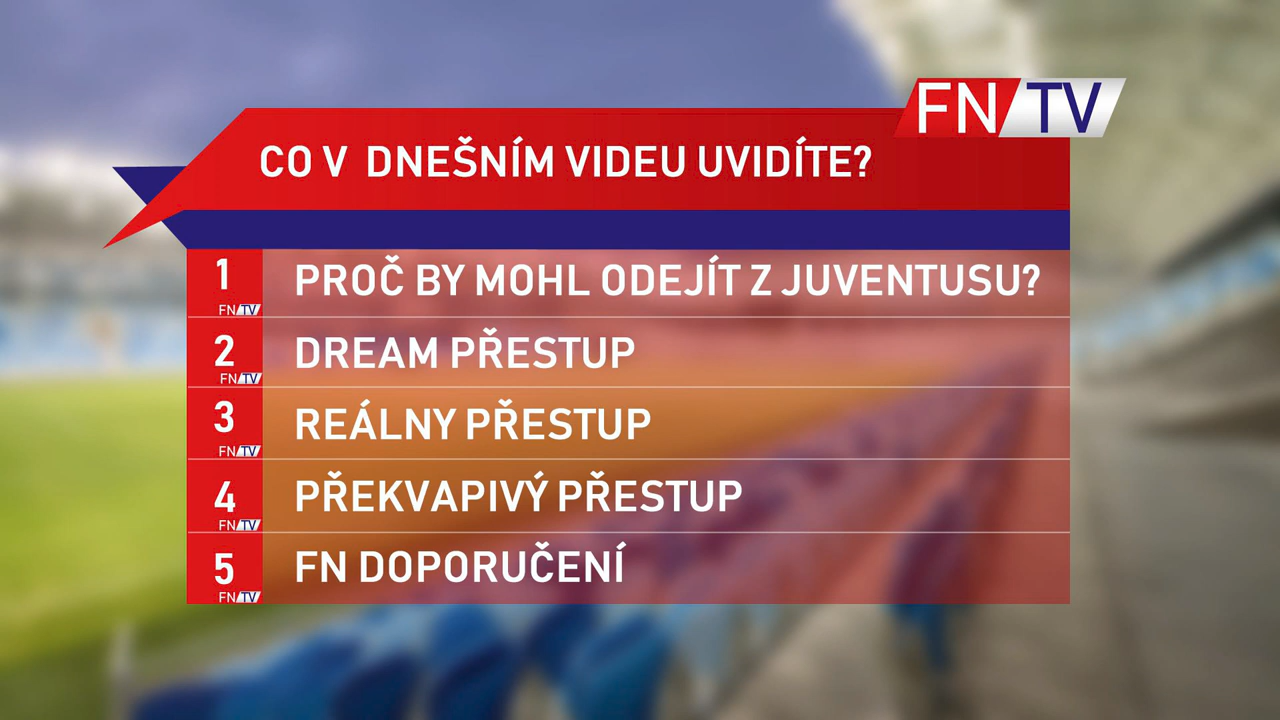 FN/TV
CO V DNEŠNÍM VIDEU UVIDÍTE?
1 PROČ BY MOHL ODEJÍT Z JUVENTUSU?
FN/TV
2 DREAM PŘESTUP
FN/TV
3 REÁLNY PŘESTUP
FN/TV
4 PŘEKVAPIVÝ PŘESTUP
FN/TV
5 FN DOPORUČENÍ
FN/TV